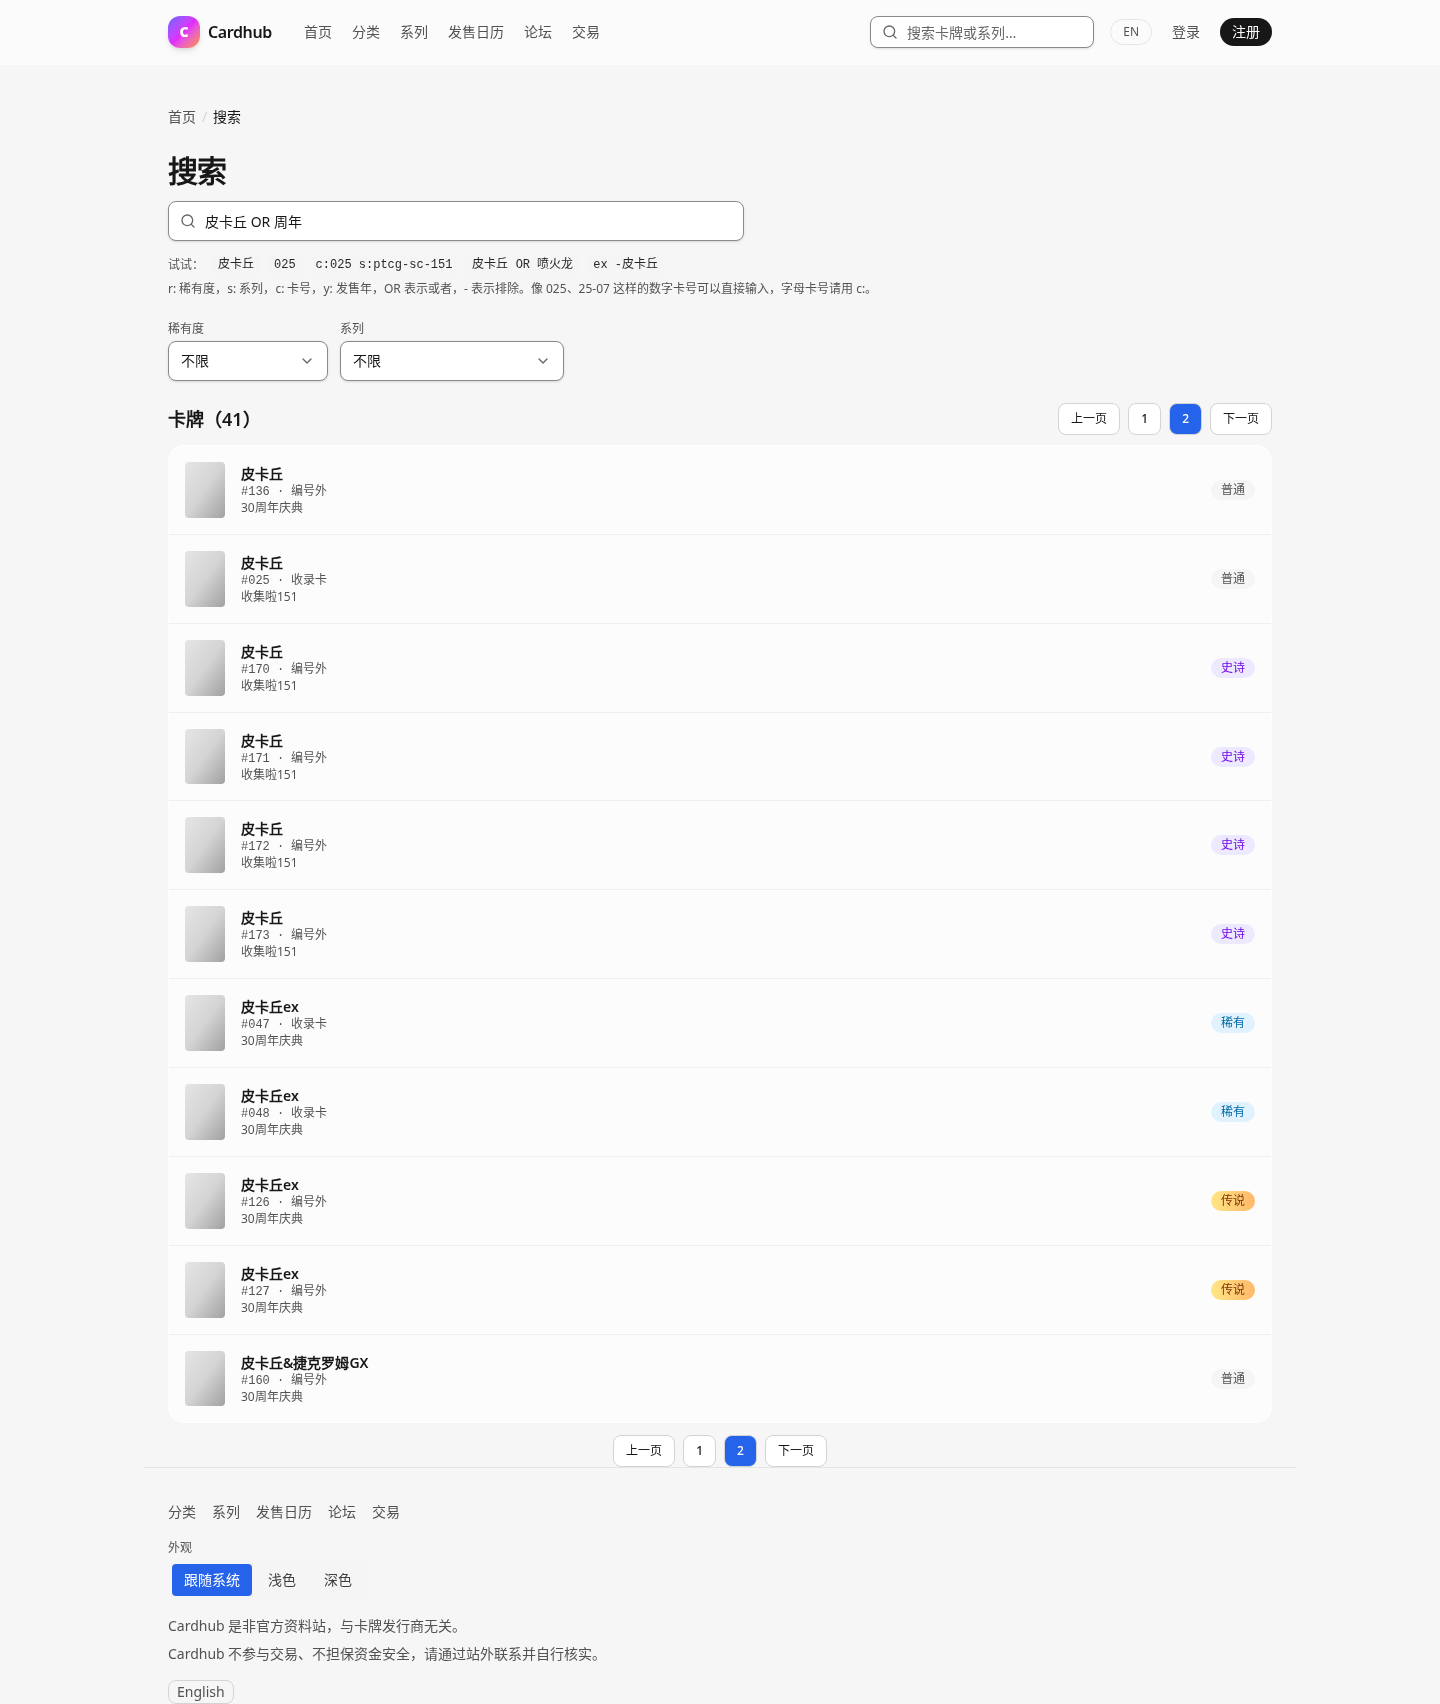 C Cardhub 首页 分类 系列 发售日历 论坛 交易 搜索卡牌或系列... EN 登录 注册
首页 / 搜索
搜索
皮卡丘 OR 周年
试试： 皮卡丘 025 c:025 s:ptcg-sc-151 皮卡丘 OR 喷火龙 ex -皮卡丘
r: 稀有度，s: 系列，c: 卡号，y: 发售年，OR 表示或者，- 表示排除。像 025、25-07 这样的数字卡号可以直接输入，字母卡号请用 c:。
稀有度 系列
不限 不限
卡牌（41） 上一页 1 2 下一页
皮卡丘
#136 · 编号外 普通
30周年庆典
皮卡丘
#025 · 收录卡 普通
收集啦151
皮卡丘
#170 · 编号外 史诗
收集啦151
皮卡丘
#171 · 编号外 史诗
收集啦151
皮卡丘
#172 · 编号外 史诗
收集啦151
皮卡丘
#173 · 编号外 史诗
收集啦151
皮卡丘ex
#047 · 收录卡 稀有
30周年庆典
皮卡丘ex
#048 · 收录卡 稀有
30周年庆典
皮卡丘ex
#126 · 编号外 传说
30周年庆典
皮卡丘ex
#127 · 编号外 传说
30周年庆典
皮卡丘&捷克罗姆GX
#160 · 编号外 普通
30周年庆典
上一页 1 2 下一页
分类 系列 发售日历 论坛 交易
外观
跟随系统 浅色 深色
Cardhub 是非官方资料站，与卡牌发行商无关。
Cardhub 不参与交易、不担保资金安全，请通过站外联系并自行核实。
English